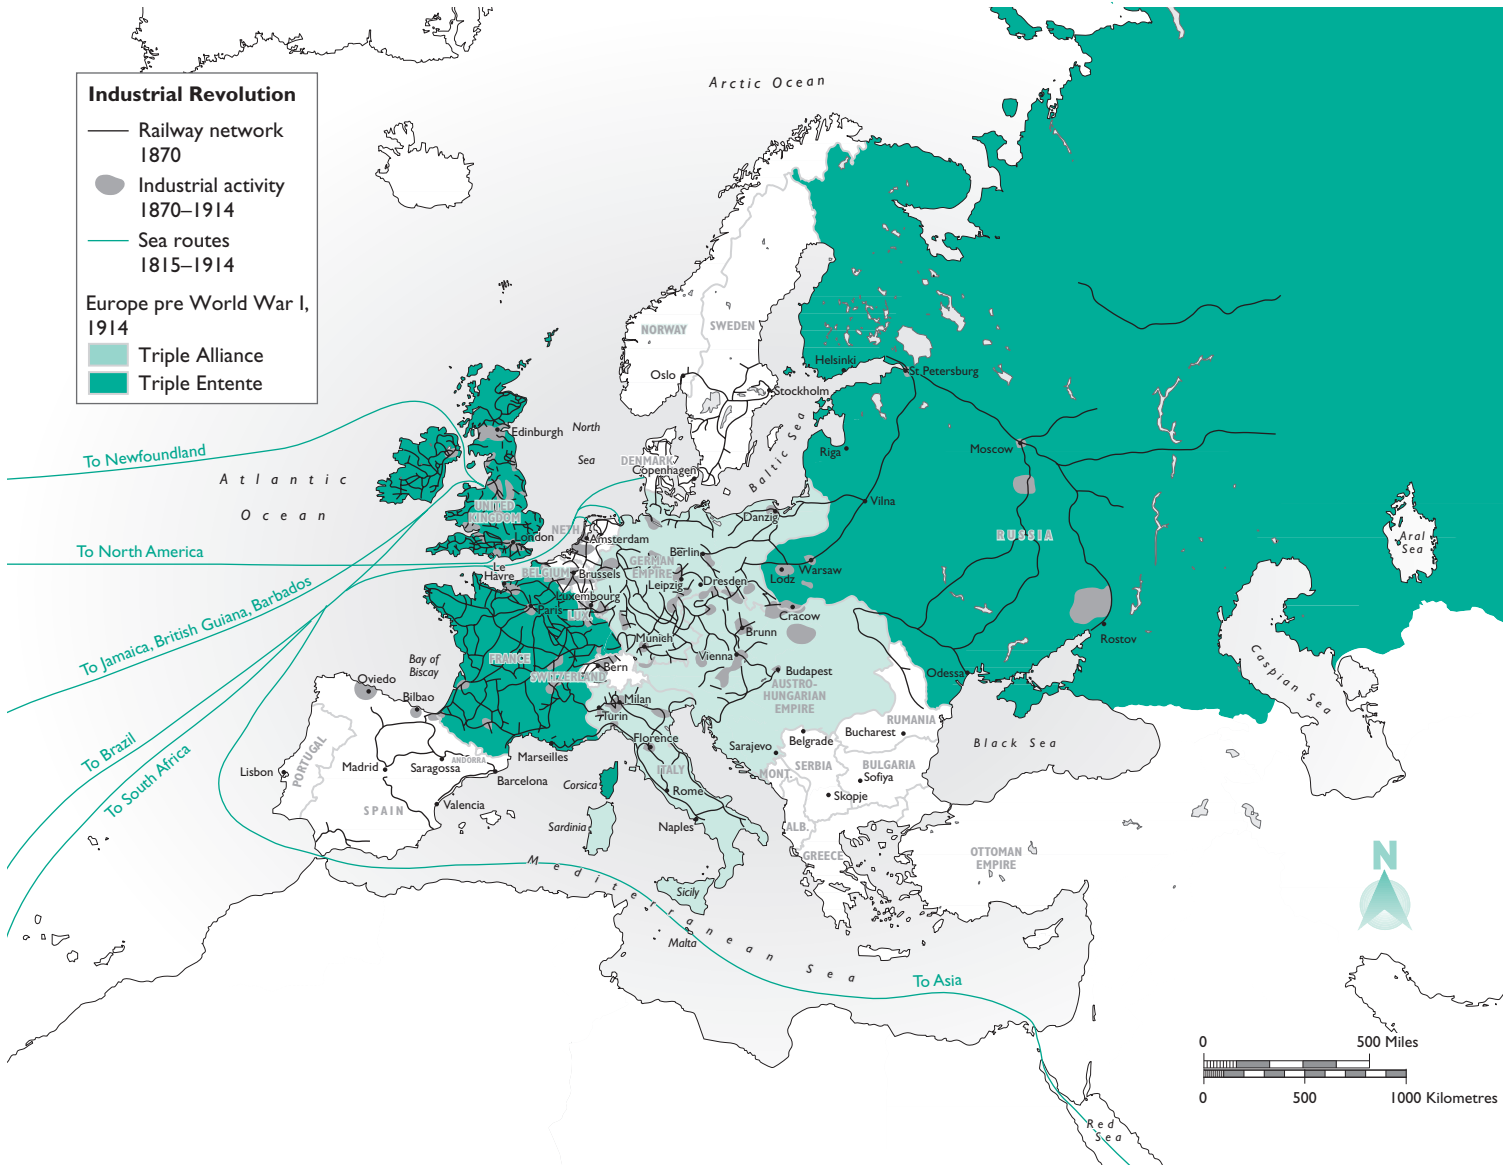 Industrial Revolution
Railway network
1870
Industrial activity
1870–1914
Sea routes
1815–1914
Europe pre World War I,
1914
Triple Alliance
Triple Entente
Arctic Ocean
Atlantic
Ocean
North
Sea
Baltic Sea
Bay of
Biscay
Mediterranean Sea
Black Sea
Caspian Sea
Aral
Sea
Red
Sea
To Newfoundland
To North America
To Jamaica, British Guiana, Barbados
To Brazil
To South Africa
To Asia
NORWAY
SWEDEN
Oslo
Stockholm
Helsinki
St Petersburg
Edinburgh
UNITED
KINGDOM
London
DENMARK
Copenhagen
Riga
Moscow
Vilna
RUSSIA
Danzig
NETH
Amsterdam
Berlin
GERMAN
EMPIRE
Leipzig
Dresden
Lodz
Warsaw
Le
Havre
BELGIUM
Brussels
Luxembourg
LUX
Paris
Cracow
Brunn
Munich
Vienna
Rostov
Odessa
FRANCE
SWITZERLAND
Bern
Budapest
AUSTRO-
HUNGARIAN
EMPIRE
Oviedo
Bilbao
Milan
Turin
Florence
RUMANIA
Bucharest
Sarajevo
Belgrade
SERBIA
MONT.
BULGARIA
Sofiya
Skopje
ALB.
GREECE
OTTOMAN
EMPIRE
PORTUGAL
Lisbon
Madrid
SPAIN
Saragossa
ANDORRA
Barcelona
Valencia
Marseilles
Corsica
Sardinia
ITALY
Rome
Naples
Sicily
Malta
N
0 500 Miles
0 500 1000 Kilometres